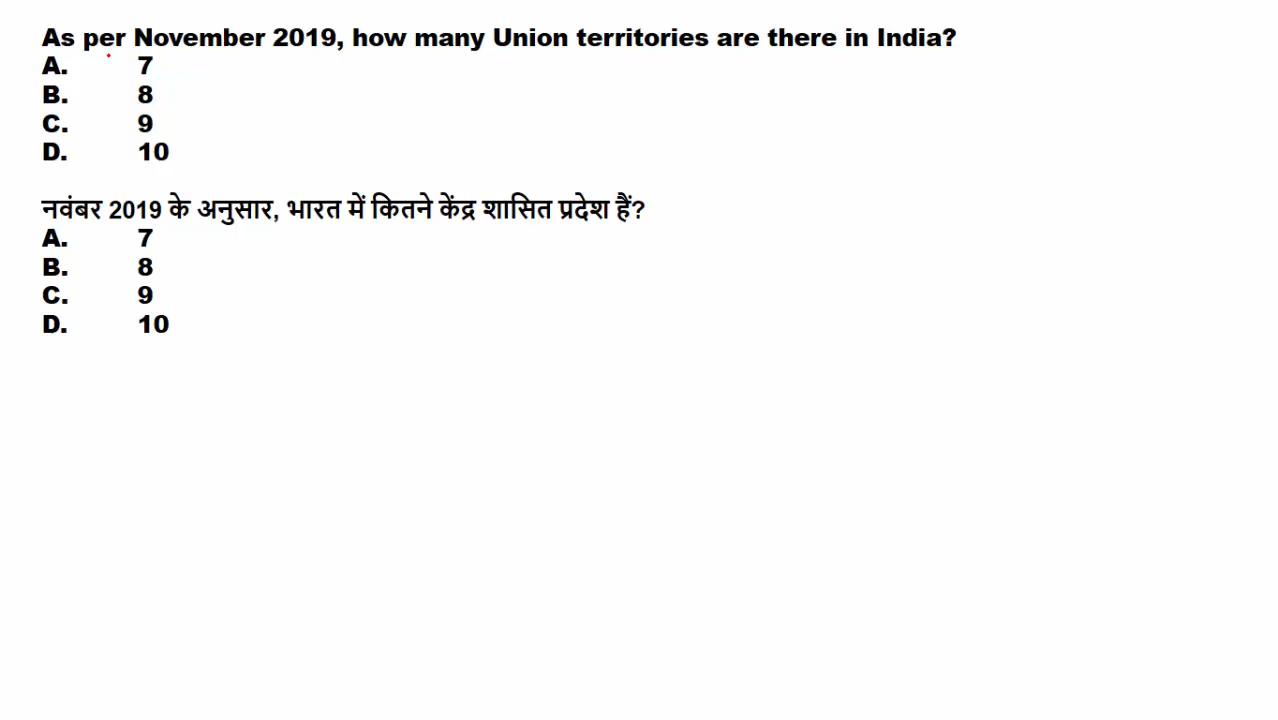 As per November 2019, how many Union territories are there in India?
A. 7
B. 8
C. 9
D. 10
नवंबर 2019 के अनुसार, भारत में कितने केंद्र शासित प्रदेश हैं?
A. 7
B. 8
C. 9
D. 10